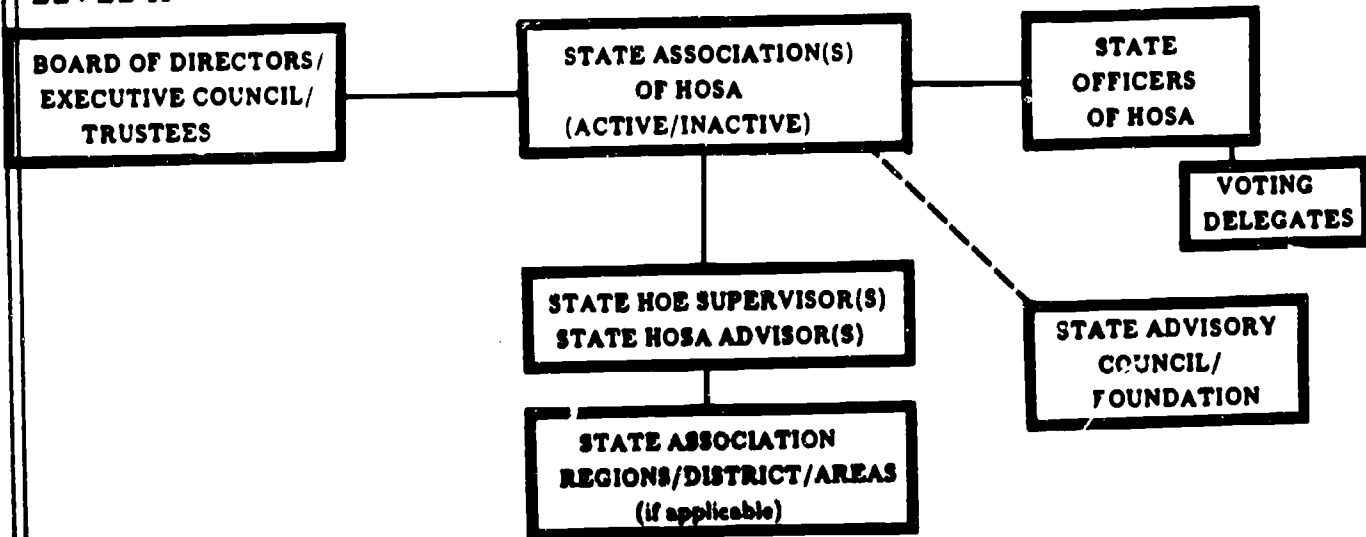 BOARD OF DIRECTORS/
EXECUTIVE COUNCIL/
TRUSTEES
STATE ASSOCIATION(S)
OF HOSA
(ACTIVE/INACTIVE)
STATE
OFFICERS
OF HOSA
VOTING
DELEGATES
STATE HOE SUPERVISOR(S)
STATE HOSA ADVISOR(S)
STATE ADVISORY
COUNCIL/
FOUNDATION
STATE ASSOCIATION
REGIONS/DISTRICT/AREAS
(if applicable)